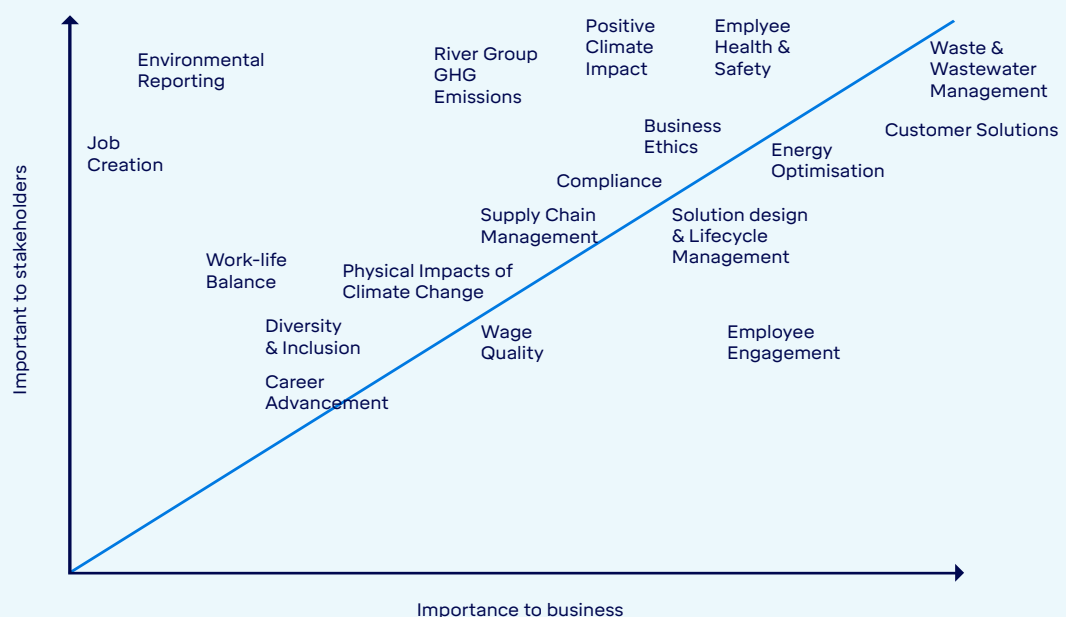 Important to stakeholders
Environmental
Reporting
River Group
GHG
Emissions
Positive
Climate
Impact
Emplyee
Health &
Safety
Waste &
Wastewater
Management
Job
Creation
Business
Ethics
Customer Solutions
Energy
Optimisation
Compliance
Supply Chain
Management
Solution design
& Lifecycle
Management
Work-life
Balance
Physical Impacts of
Climate Change
Diversity
& Inclusion
Wage
Quality
Employee
Engagement
Career
Advancement
Importance to business